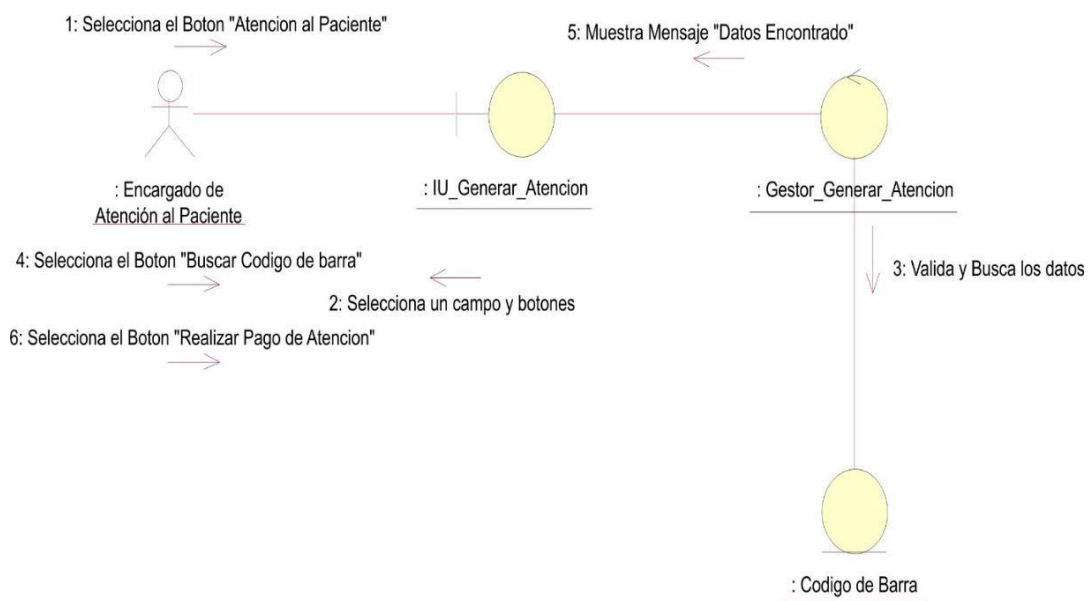 1: Selecciona el Boton "Atencion al Paciente"
5: Muestra Mensaje "Datos Encontrado"
: Encargado de
Atención al Paciente
: IU_Generar_Atencion
: Gestor_Generar_Atencion
4: Selecciona el Boton "Buscar Codigo de barra"
2: Selecciona un campo y botones
3: Valida y Busca los datos
6: Selecciona el Boton "Realizar Pago de Atencion"
: Codigo de Barra